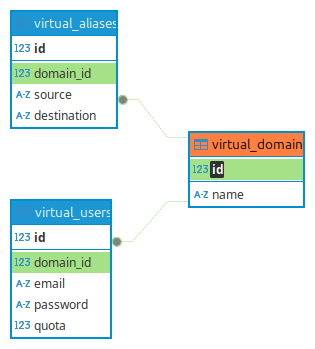 virtual_aliases
123 id
123 domain_id
A-Z source
A-Z destination
virtual_domain
123 id
A-Z name
virtual_users
123 id
123 domain_id
A-Z email
A-Z password
123 quota